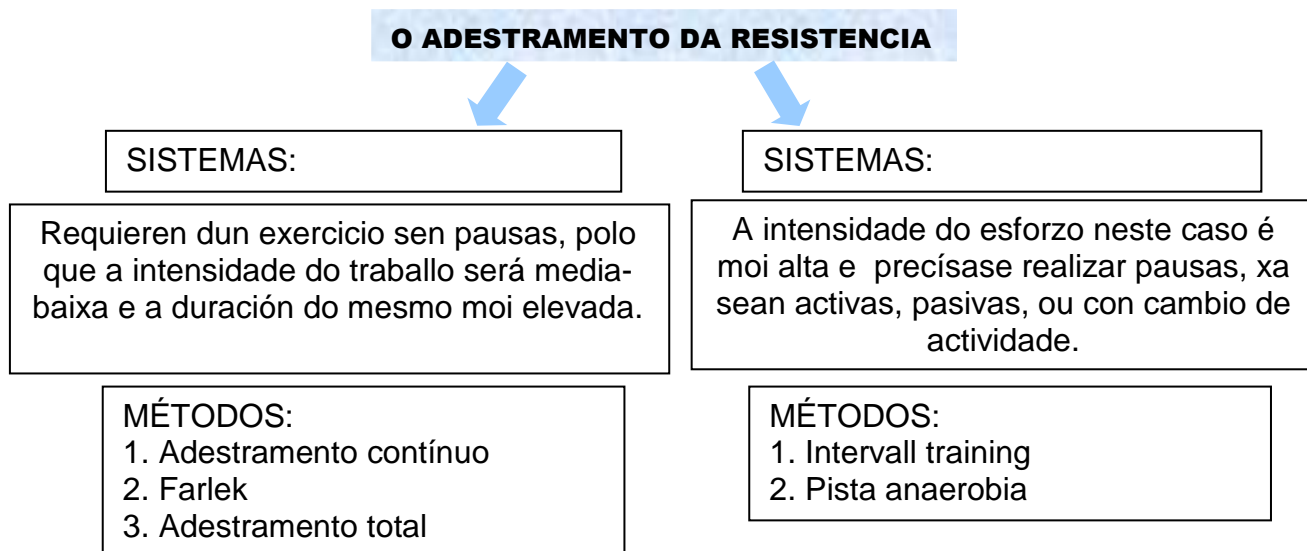 O ADESTRAMENTO DA RESISTENCIA
SISTEMAS:
Requieren dun exercicio sen pausas, polo
que a intensidade do traballo será media-
baixa e a duración do mesmo moi elevada.
MÉTODOS:
1. Adestramento contínuo
2. Farlek
3. Adestramento total
SISTEMAS:
A intensidade do esforzo neste caso é
moi alta e precísase realizar pausas, xa
sean activas, pasivas, ou con cambio de
actividade.
MÉTODOS:
1. Intervall training
2. Pista anaerobia